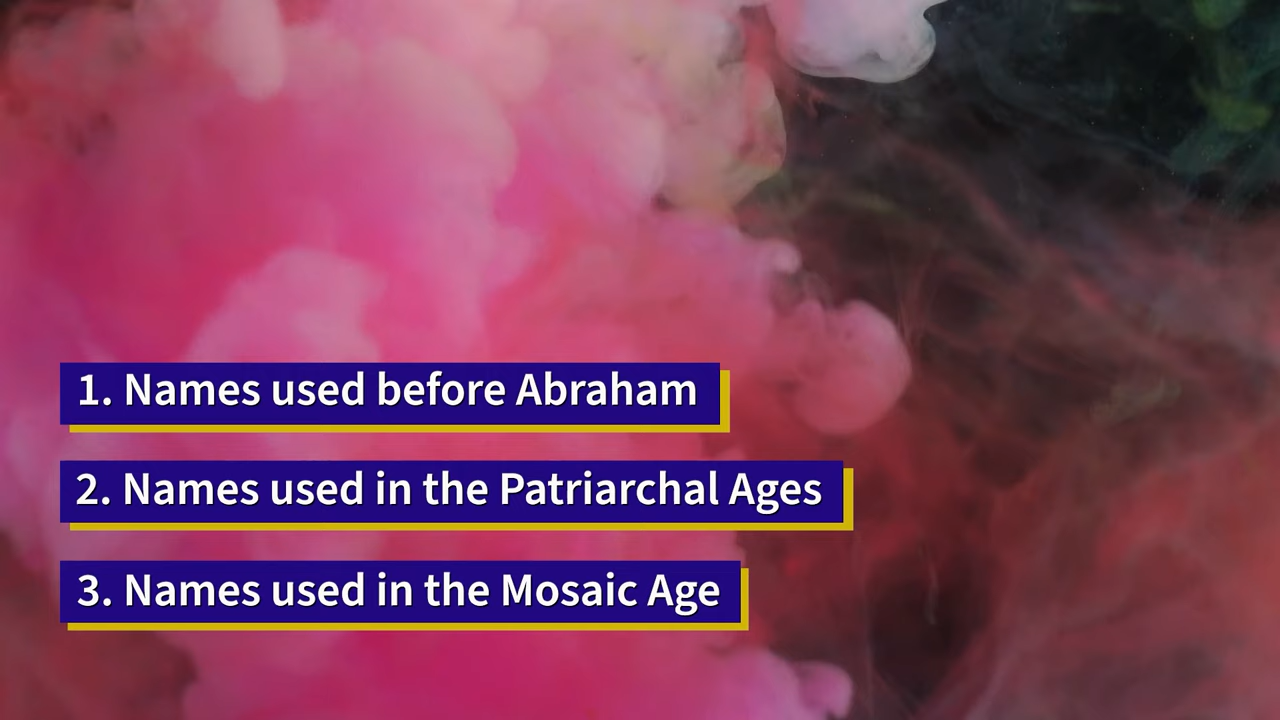 1. Names used before Abraham
2. Names used in the Patriarchal Ages
3. Names used in the Mosaic Age